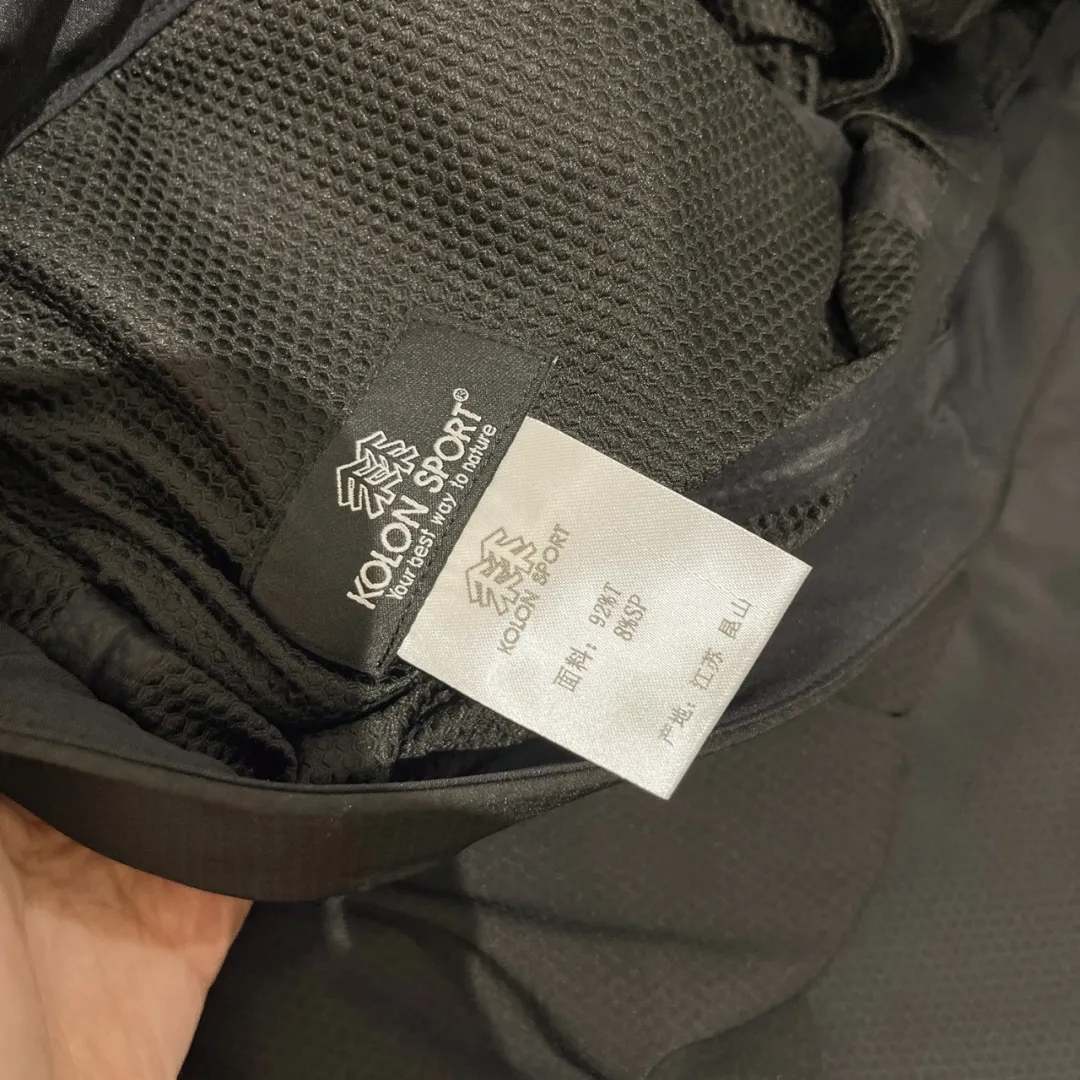 KOLON SPORT®
Your best way to nature
KOLON SPORT
面料: 92%T
8%SP
产地: 江苏 昆山